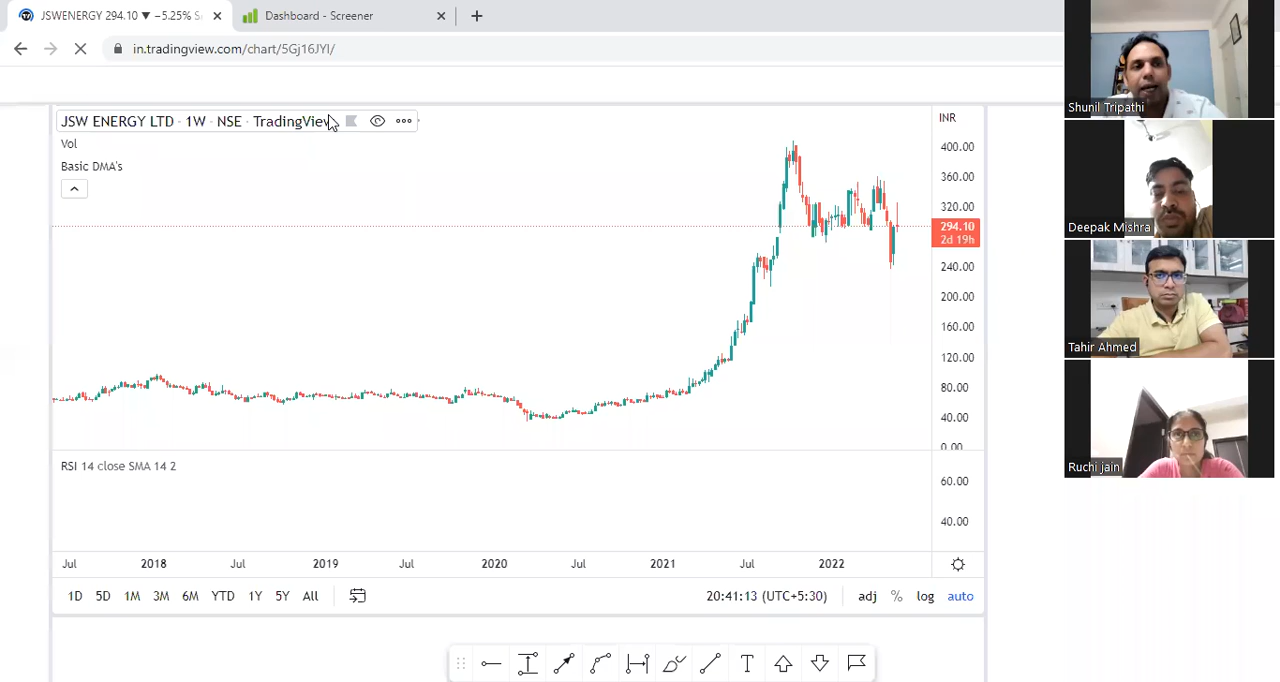 JSWENERGY 294.10 ▼ −5.25%
Dashboard - Screener
in.tradingview.com/chart/5Gj16JYI/
JSW ENERGY LTD · 1W · NSE · TradingView
Vol
Basic DMA's
INR
400.00
360.00
320.00
294.10
2d 19h
240.00
200.00
160.00
120.00
80.00
40.00
0.00
RSI 14 close SMA 14 2
60.00
40.00
Jul 2018 Jul 2019 Jul 2020 Jul 2021 Jul 2022
1D 5D 1M 3M 6M YTD 1Y 5Y All
20:41:13 (UTC+5:30) adj % log auto
T
Shunil Tripathi
Deepak Mishra
Tahir Ahmed
Ruchi jain